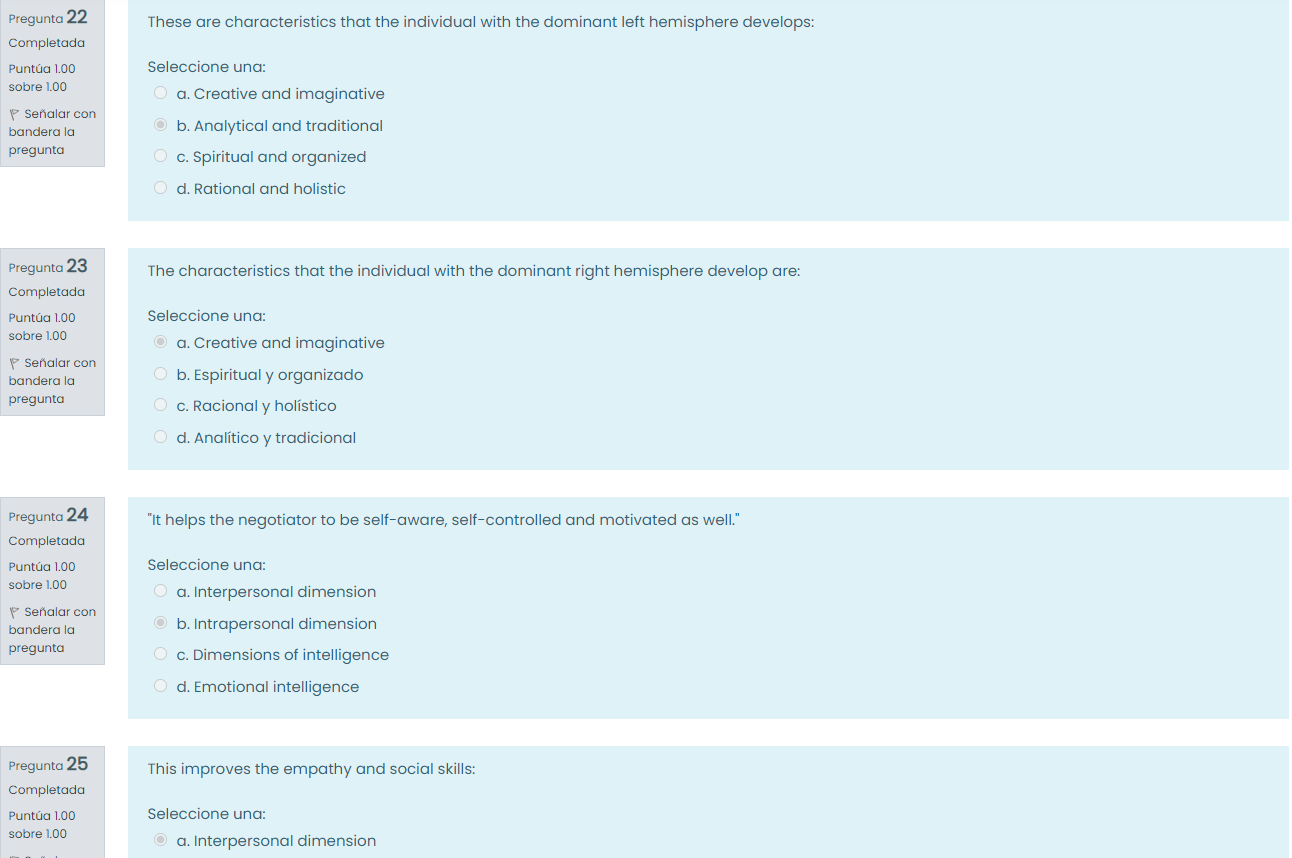 Pregunta 22
Completada
Puntúa 1.00
sobre 1.00
Señalar con
bandera la
pregunta
These are characteristics that the individual with the dominant left hemisphere develops:
Seleccione una:
a. Creative and imaginative
b. Analytical and traditional
c. Spiritual and organized
d. Rational and holistic
Pregunta 23
Completada
Puntúa 1.00
sobre 1.00
Señalar con
bandera la
pregunta
The characteristics that the individual with the dominant right hemisphere develop are:
Seleccione una:
a. Creative and imaginative
b. Espiritual y organizado
c. Racional y holístico
d. Analítico y tradicional
Pregunta 24
Completada
Puntúa 1.00
sobre 1.00
Señalar con
bandera la
pregunta
"It helps the negotiator to be self-aware, self-controlled and motivated as well."
Seleccione una:
a. Interpersonal dimension
b. Intrapersonal dimension
c. Dimensions of intelligence
d. Emotional intelligence
Pregunta 25
Completada
Puntúa 1.00
sobre 1.00
This improves the empathy and social skills:
Seleccione una:
a. Interpersonal dimension